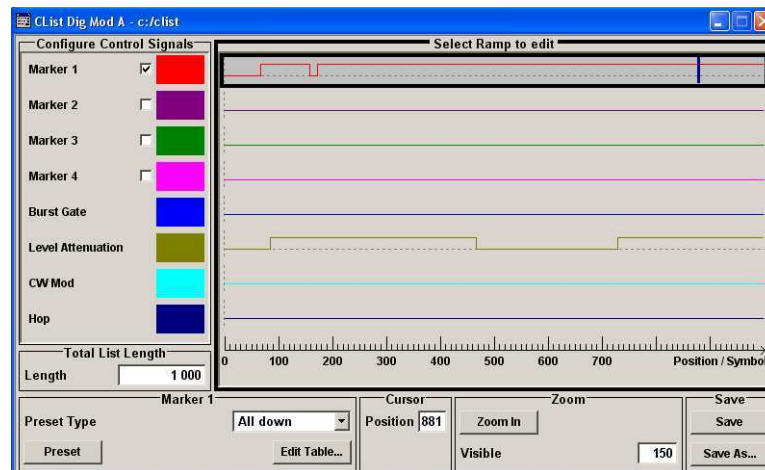 CList Dig Mod A - c:/clist
Configure Control Signals
Select Ramp to edit
Marker 1
Marker 2
Marker 3
Marker 4
Burst Gate
Level Attenuation
CW Mod
Hop
0 100 200 300 400 500 600 700 Position / Symbol
Total List Length
Length 1 000
Marker 1
Preset Type All down
Preset Edit Table...
Cursor
Position 881
Zoom
Zoom In
Visible 150
Save
Save
Save As...